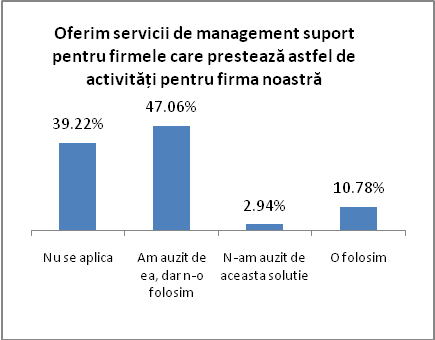 Oferim servicii de management suport
pentru firmele care prestează astfel de
activități pentru firma noastră
47.06%
39.22%
10.78%
2.94%
Nu se aplica
Am auzit de
ea, dar n-o
folosim
N-am auzit de
aceasta solutie
O folosim